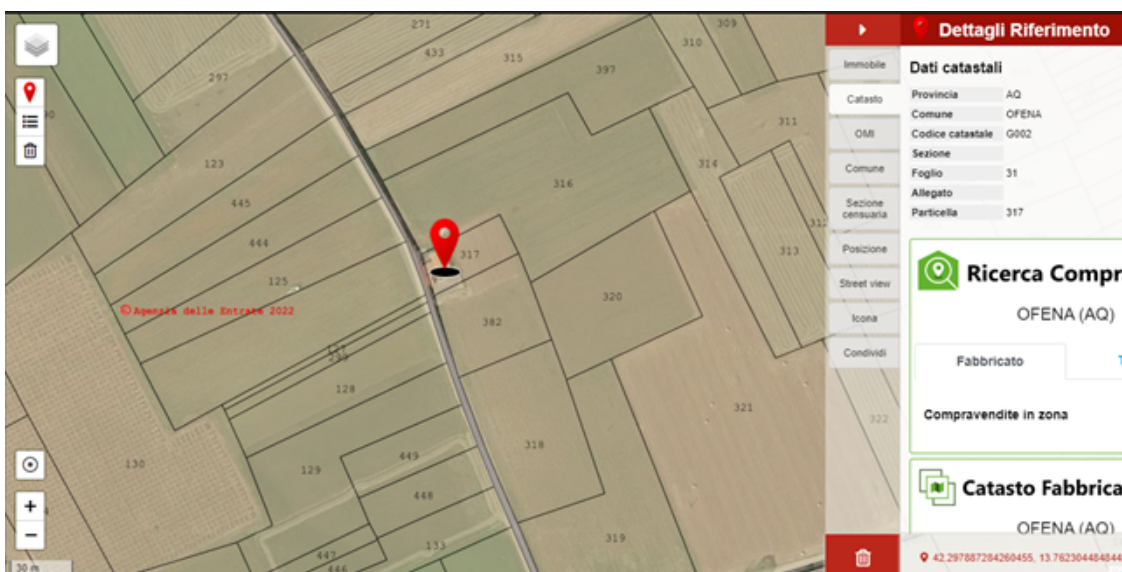 271
309
433
315
310
397
297
123
311
445
316
314
444
317
313
125
320
© Agenzia delle Entrate 2022
382
128
321
322
318
130
129
449
448
319
133
447
446
30 m
Immobile
Catasto
OMI
Comune
Sezione
censuaria
Posizione
Street view
Icona
Condividi
Dettagli Riferimento
Dati catastali
Provincia AQ
Comune OFENA
Codice catastale G002
Sezione
Foglio 31
Allegato
Particella 317
Ricerca Compr
OFENA (AQ)
Fabbricato T
Compravendite in zona
Catasto Fabbrica
OFENA (AQ)
42.297887284260455, 13.762304484844